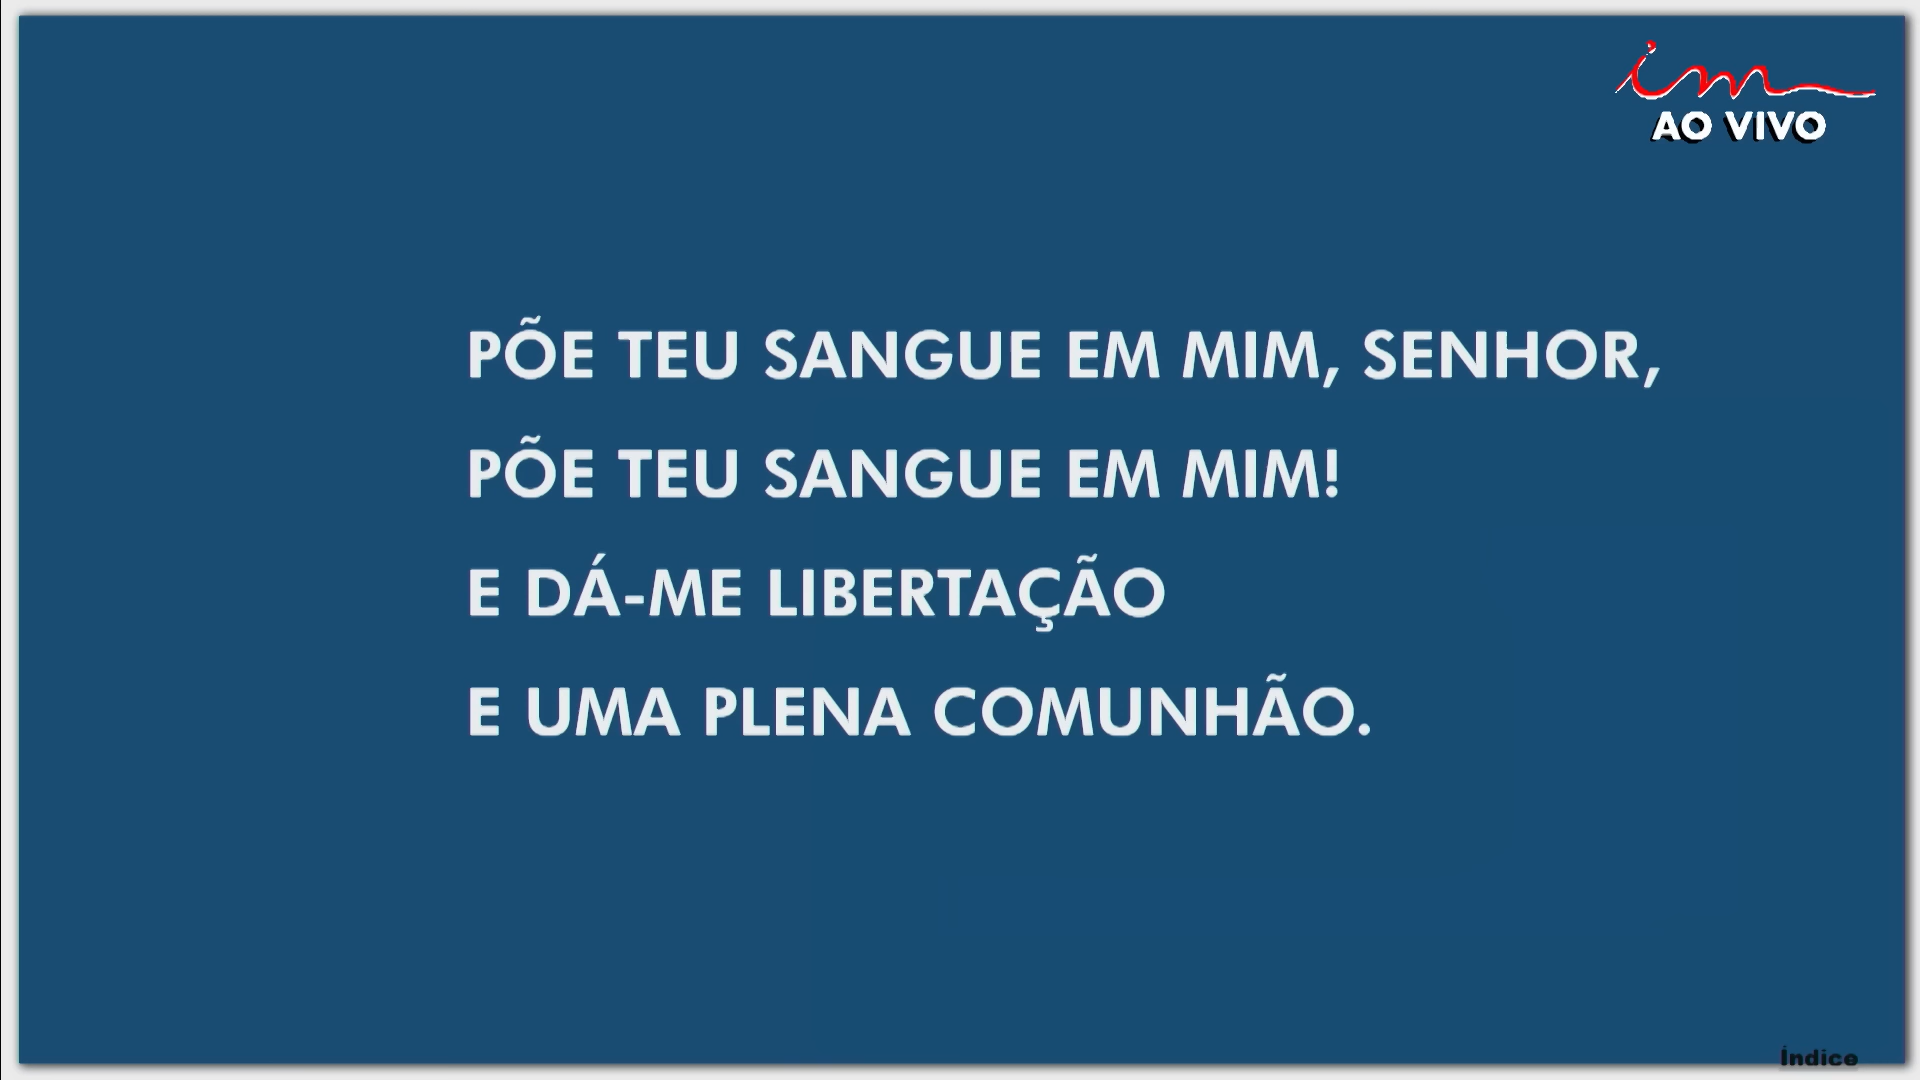 im
AO VIVO
PÕE TEU SANGUE EM MIM, SENHOR,
PÕE TEU SANGUE EM MIM!
E DÁ-ME LIBERTAÇÃO
E UMA PLENA COMUNHÃO.
Índice